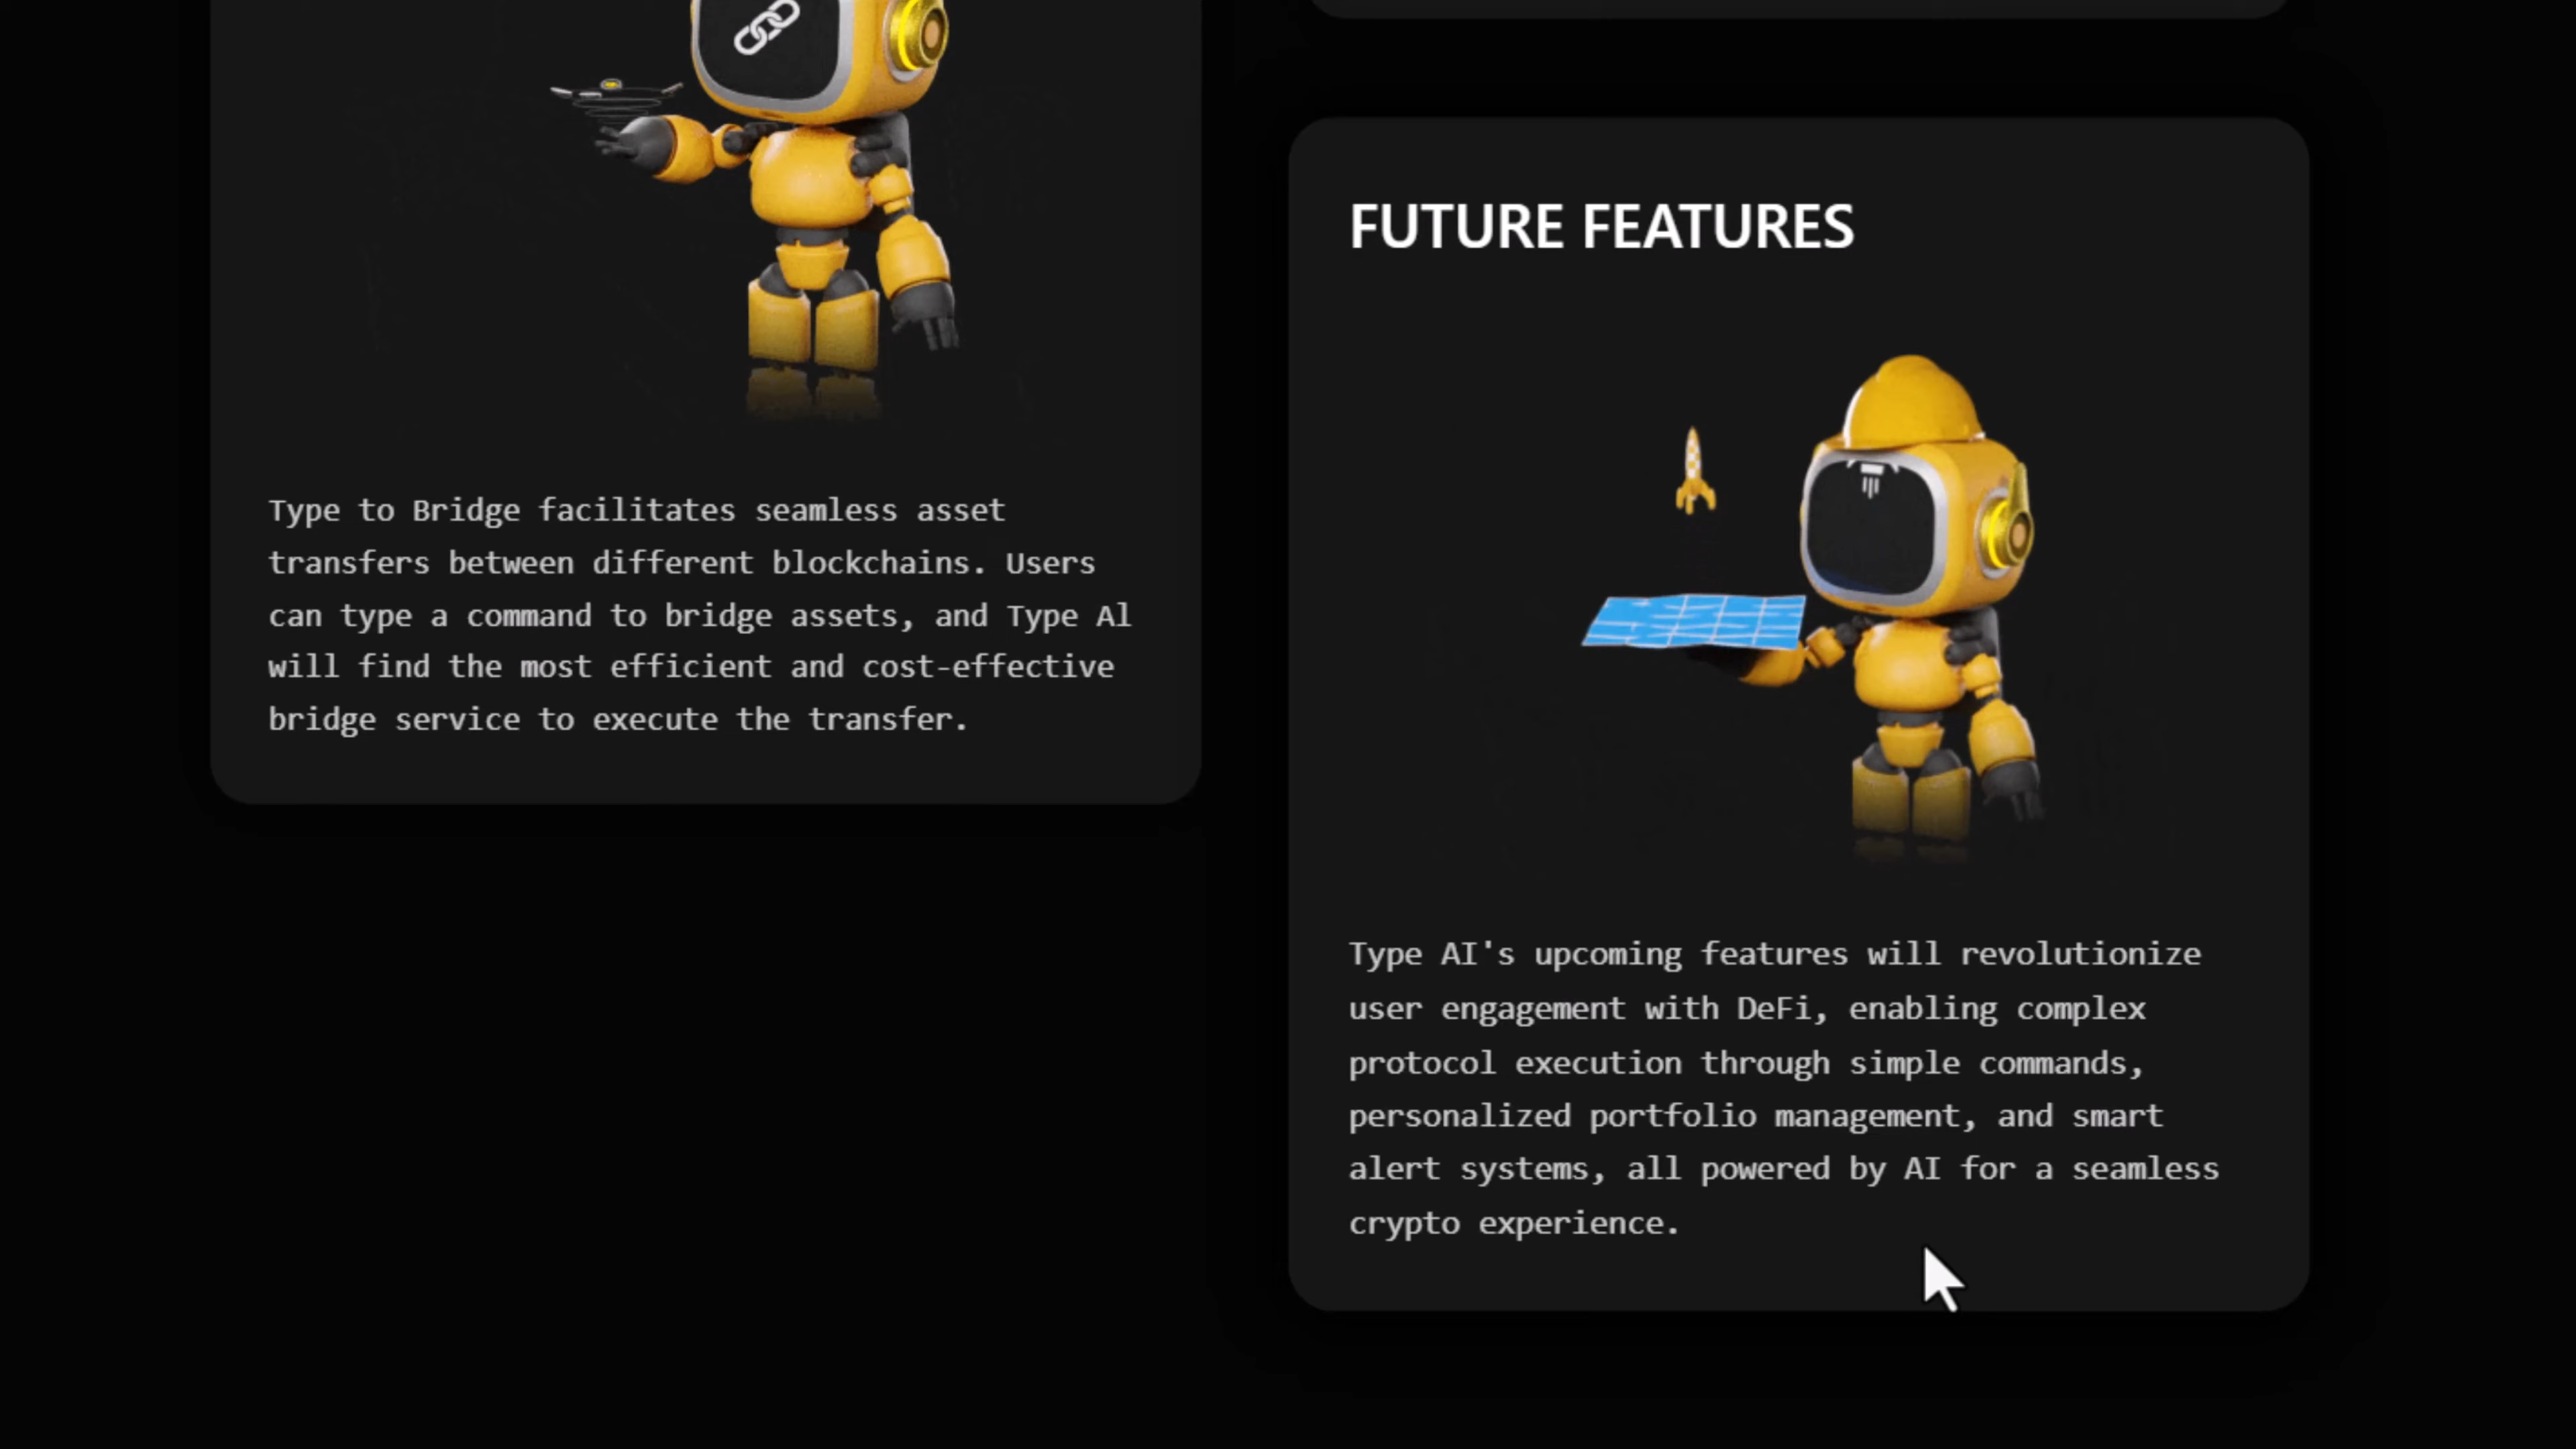 Type to Bridge facilitates seamless asset
transfers between different blockchains. Users
can type a command to bridge assets, and Type Al
will find the most efficient and cost-effective
bridge service to execute the transfer.
FUTURE FEATURES
Type AI's upcoming features will revolutionize
user engagement with DeFi, enabling complex
protocol execution through simple commands,
personalized portfolio management, and smart
alert systems, all powered by AI for a seamless
crypto experience.